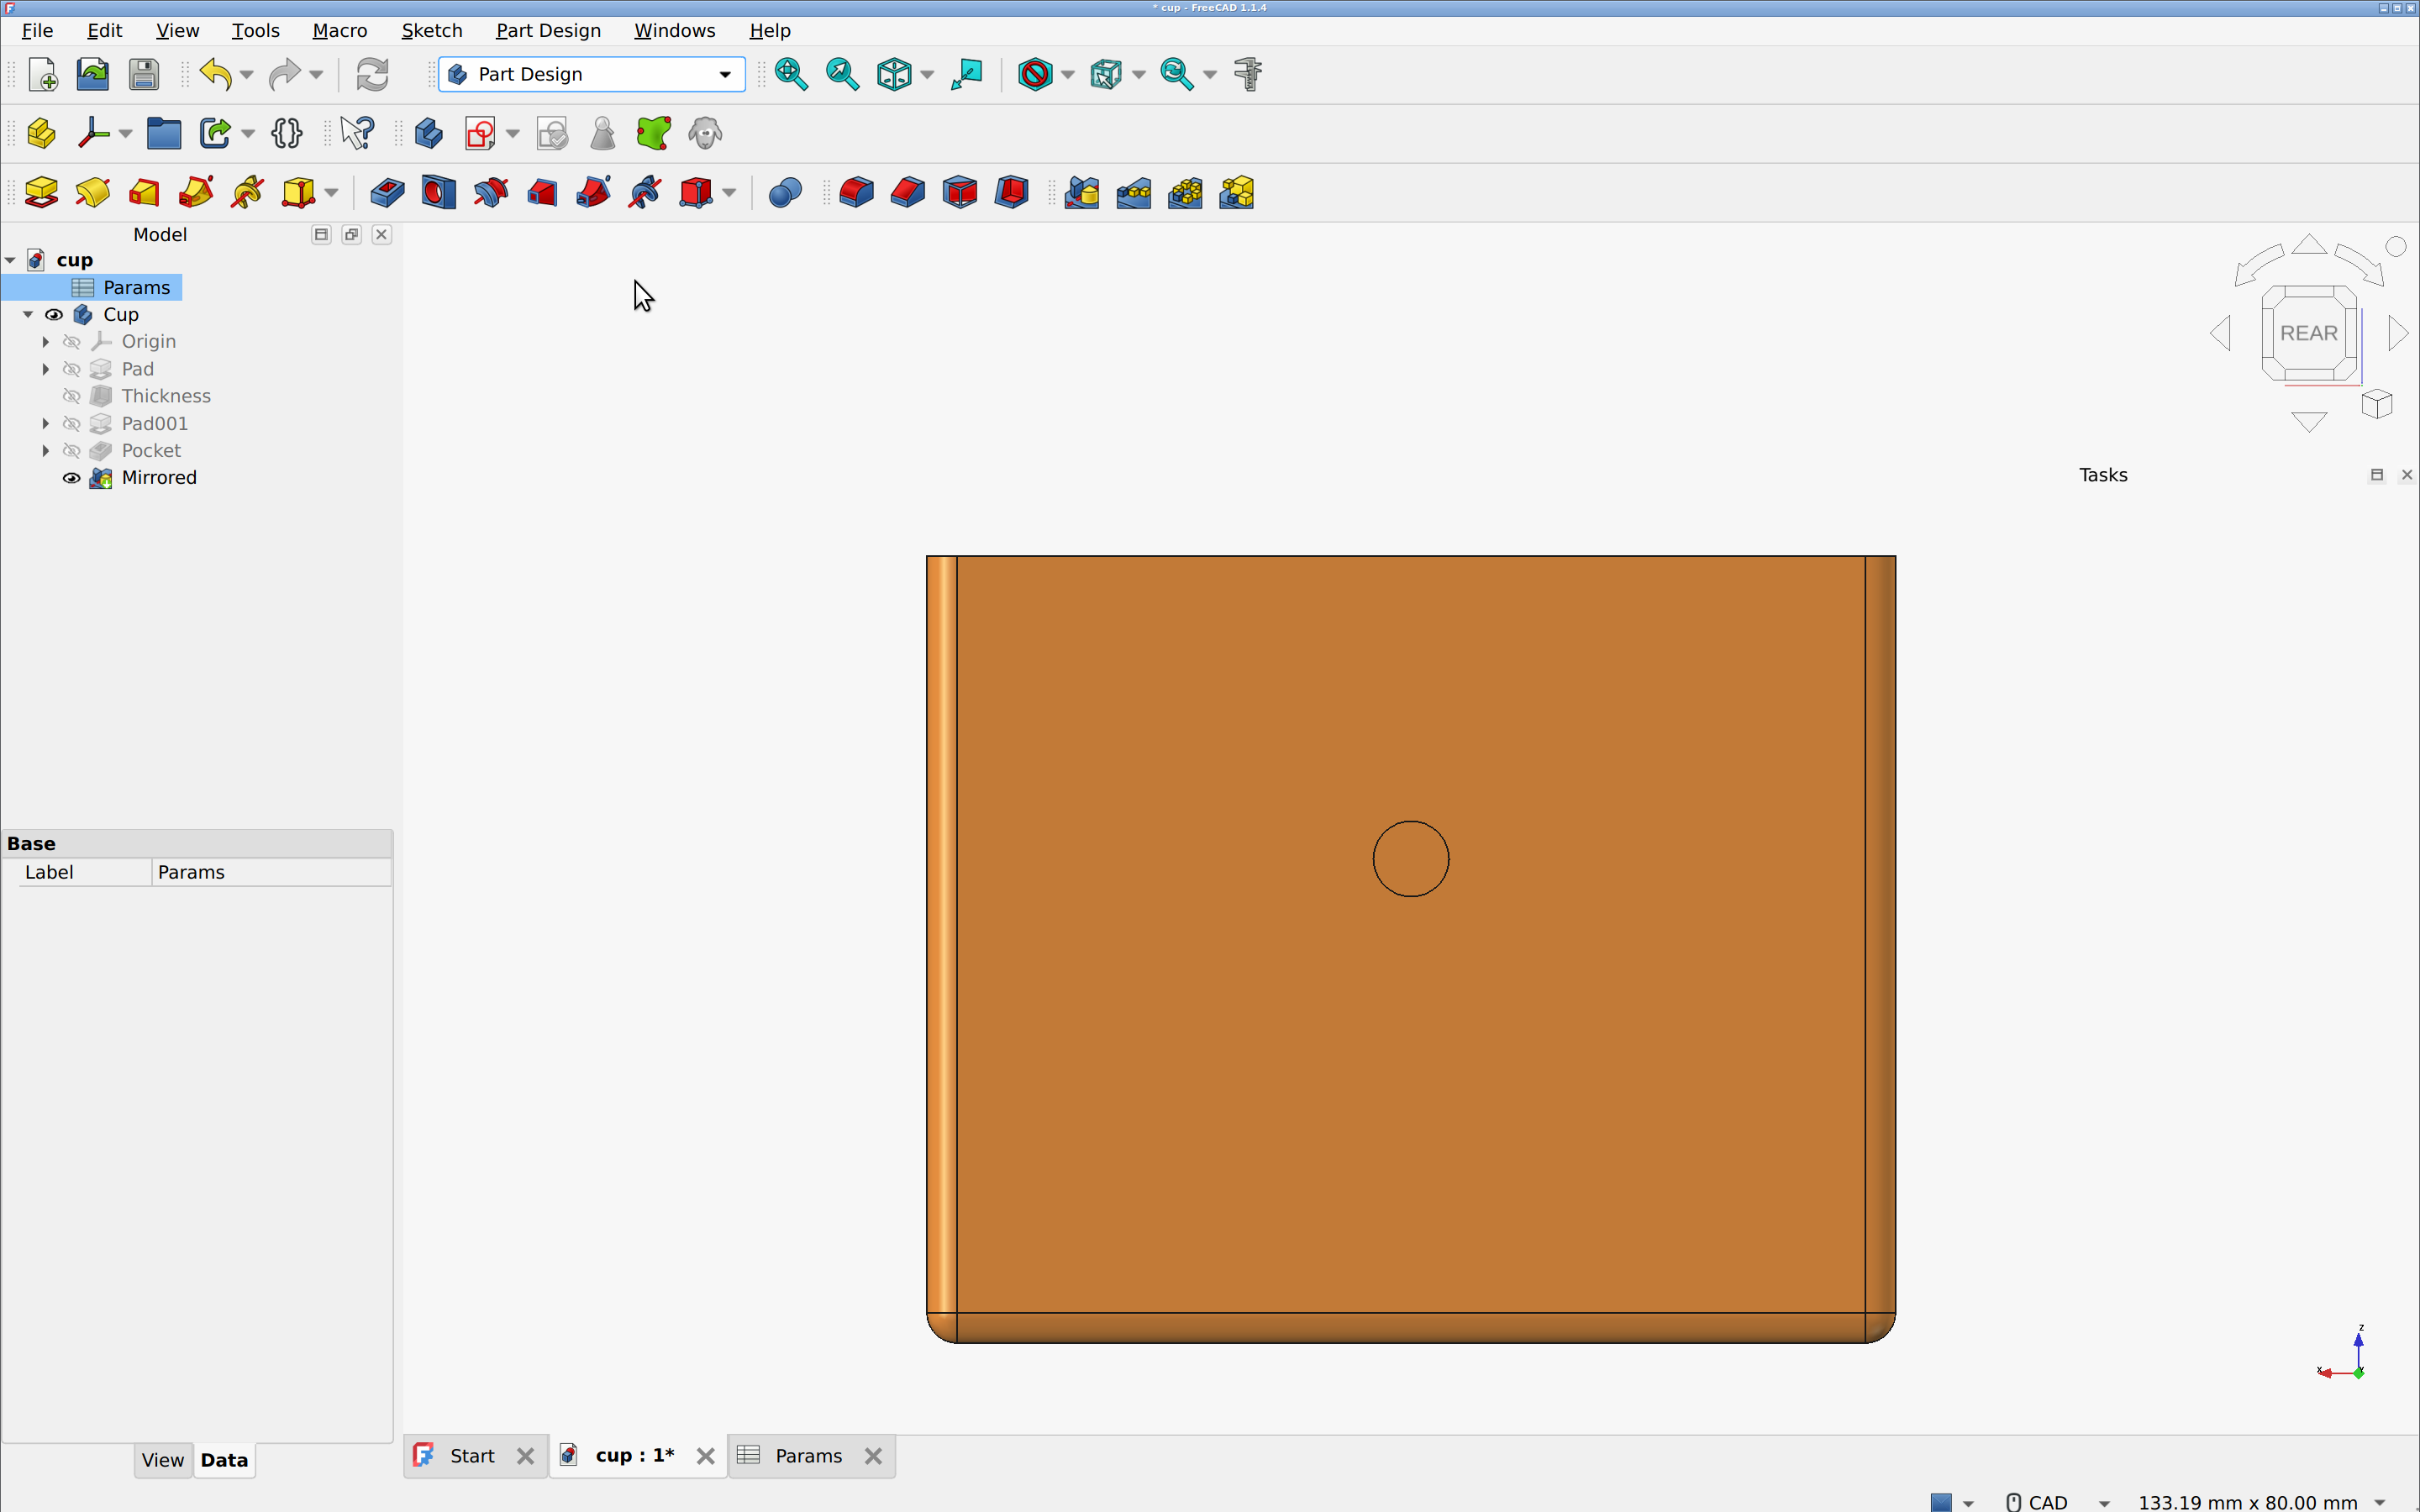 * cup - FreeCAD 1.1.4
File Edit View Tools Macro Sketch Part Design Windows Help
Part Design
Model
cup
Params
Cup
Origin
Pad
Thickness
Pad001
Pocket
Mirrored
REAR
Tasks
Base
Label Params
z
x
View Data
Start cup : 1* Params
CAD 133.19 mm x 80.00 mm